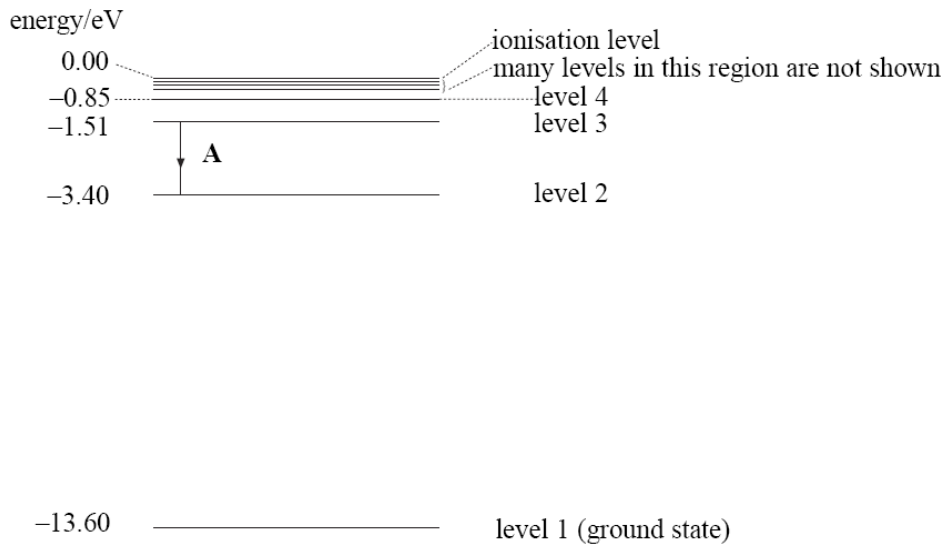 energy/eV
ionisation level
0.00
many levels in this region are not shown
–0.85
level 4
–1.51
level 3
A
–3.40
level 2
–13.60
level 1 (ground state)